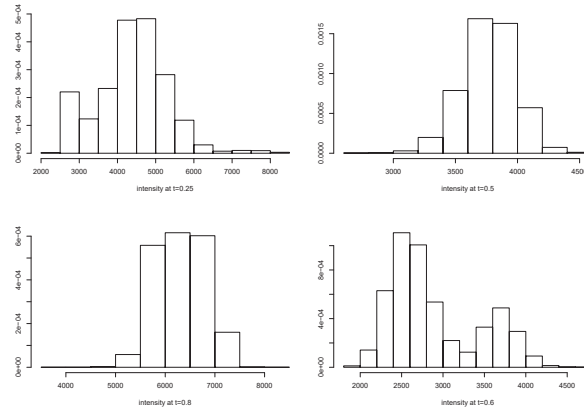 0e+00 1e-04 2e-04 3e-04 4e-04 5e-04
2000 3000 4000 5000 6000 7000 8000
intensity at t=0.25
0.0000 0.0005 0.0010 0.0015
3000 3500 4000 4500
intensity at t=0.5
0e+00 2e-04 4e-04 6e-04
4000 5000 6000 7000 8000
intensity at t=0.8
0e+00 4e-04 8e-04
2000 2500 3000 3500 4000 4500
intensity at t=0.6